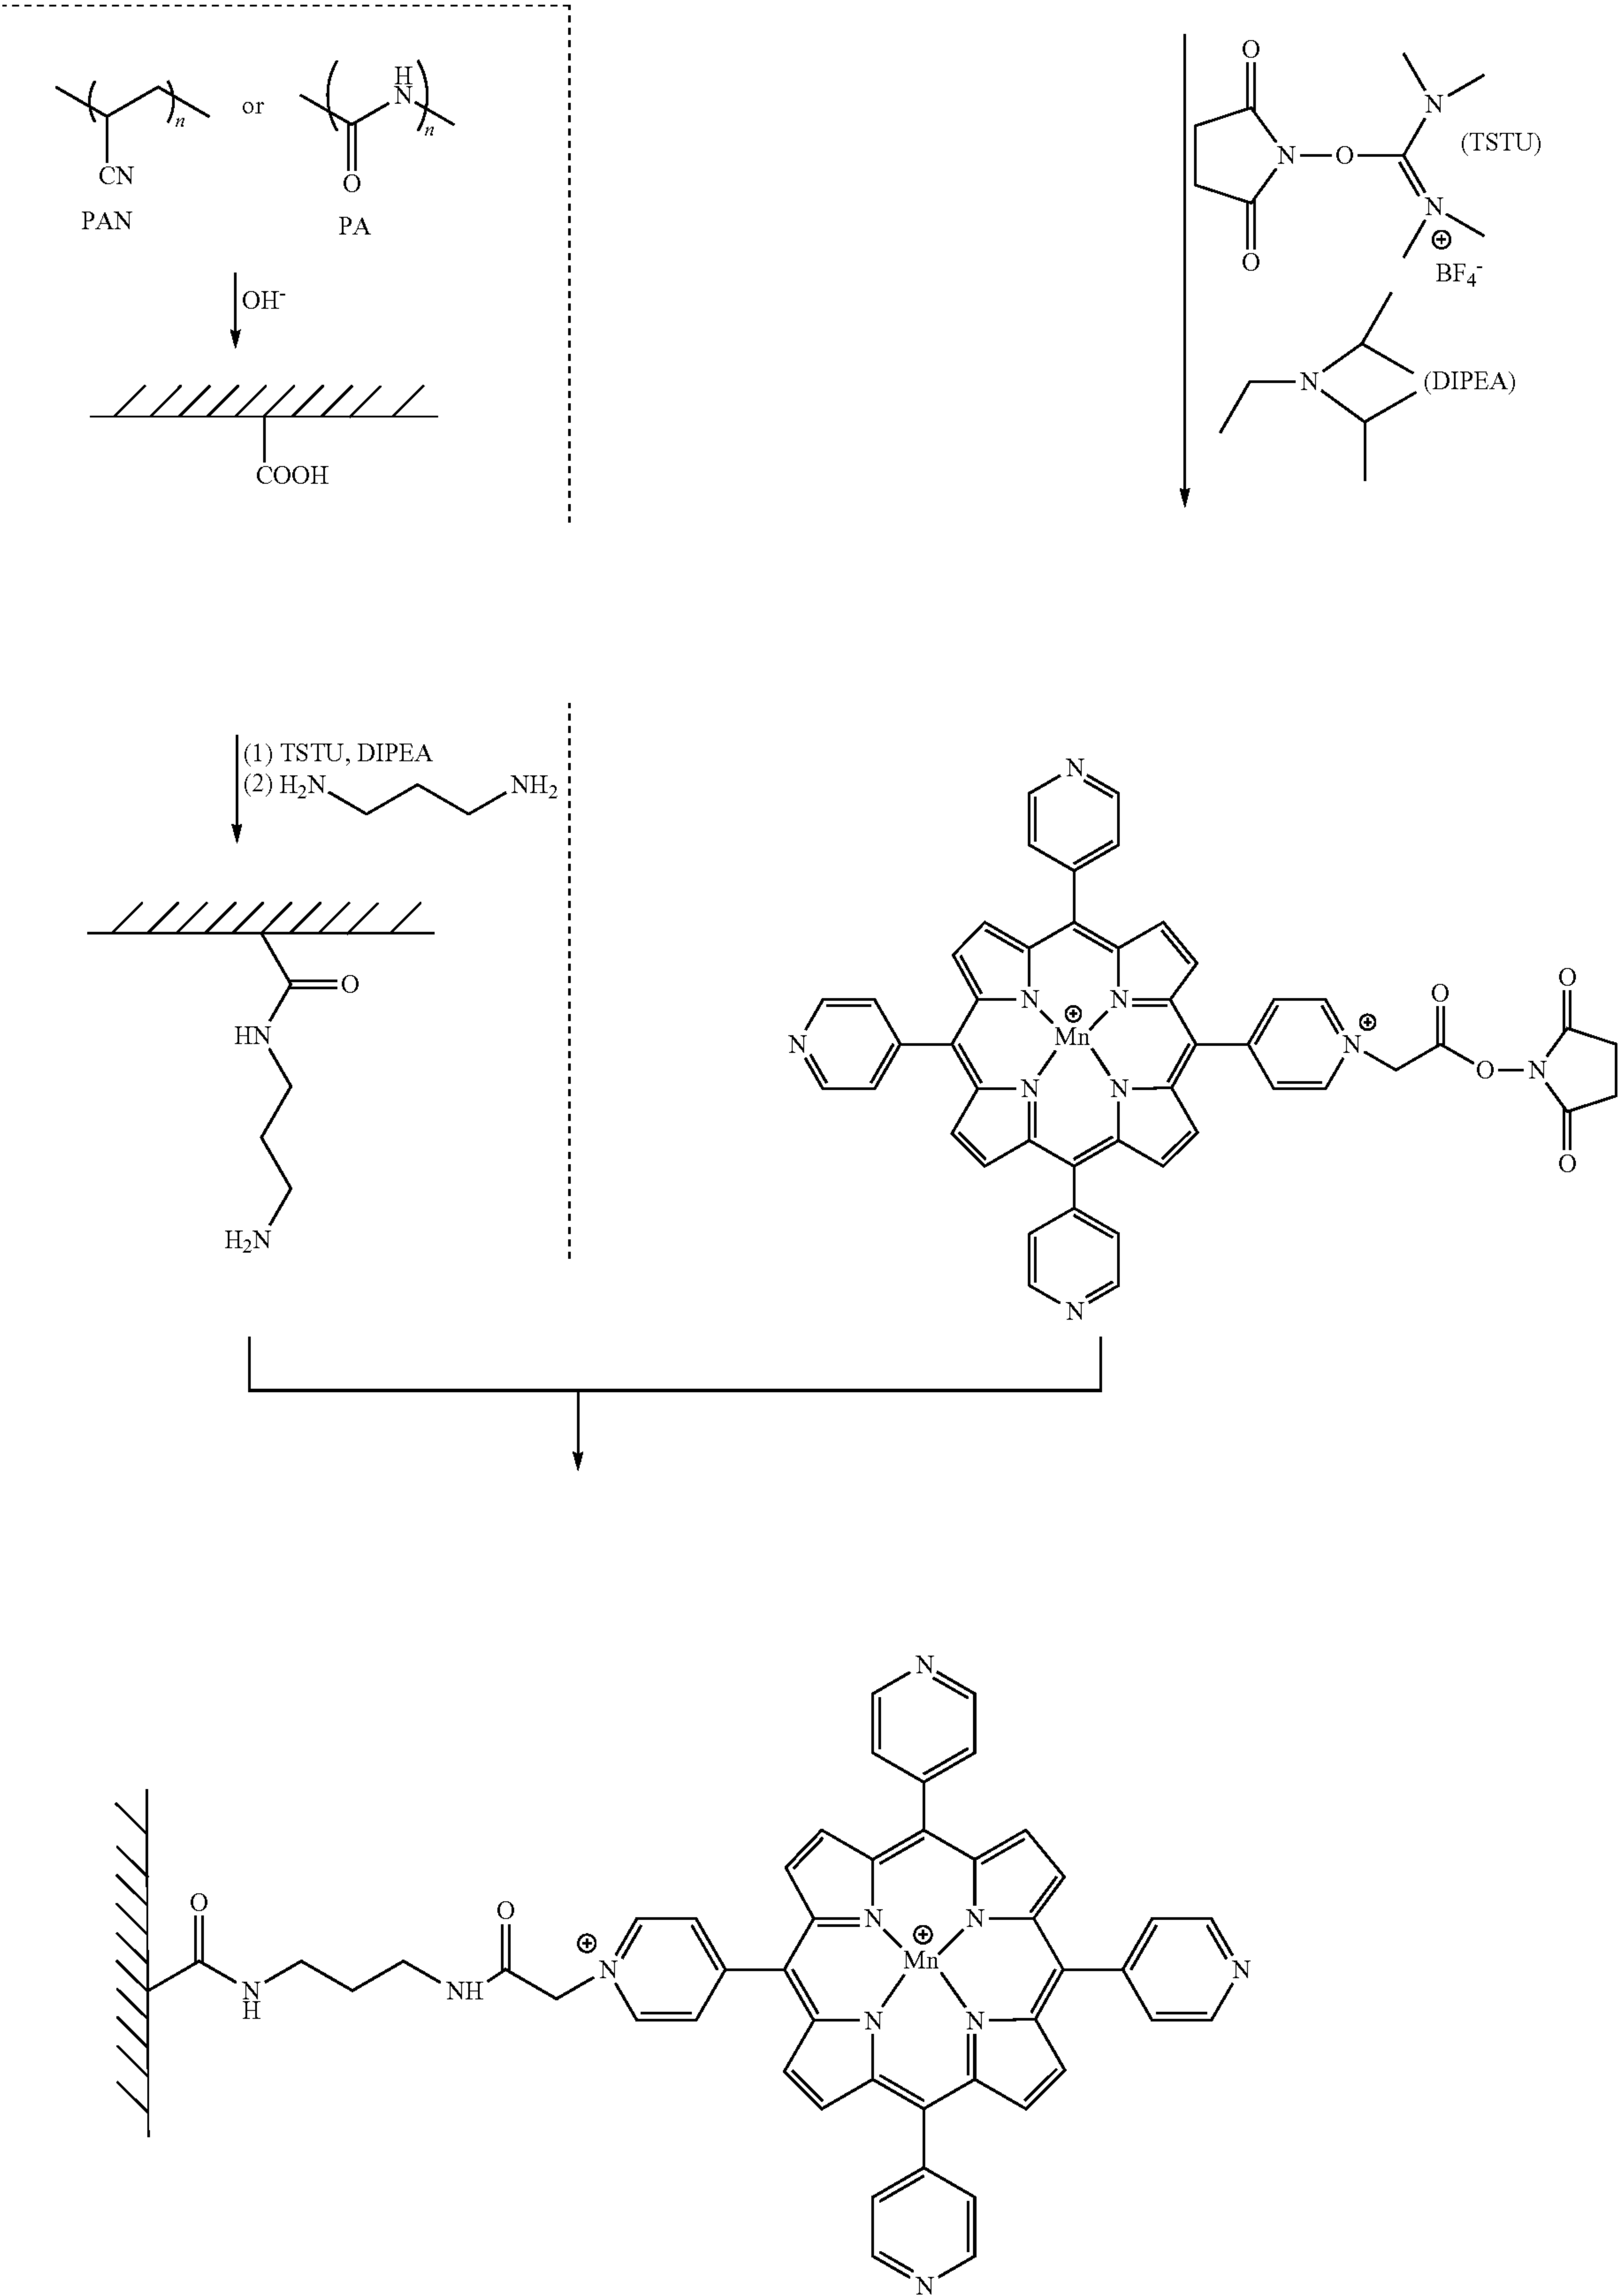 O
H
N
N
or
n
n
(TSTU)
N
O
CN
O
N
PAN
PA
O
⊕
BF₄⁻
OH⁻
N
(DIPEA)
COOH
(1) TSTU, DIPEA
(2) H₂N
NH₂
N
O
O
O
N
N
HN
⊕
⊕
N
Mn
N
O
N
N
N
O
H₂N
N
N
O
O
N
N
⊕
⊕
N
Mn
N
N
NH
H
N
N
N